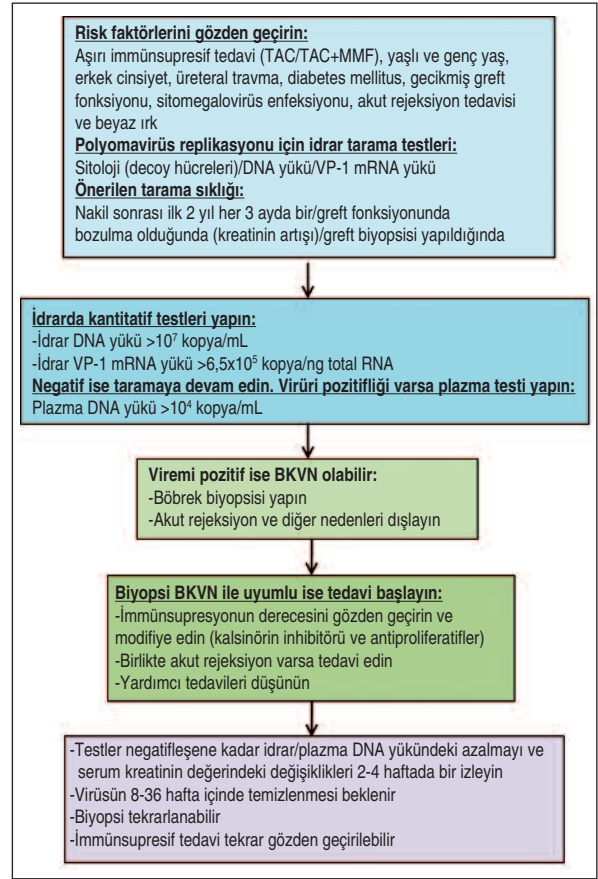 Risk faktörlerini gözden geçirin:
Aşırı immünsupresif tedavi (TAC/TAC+MMF), yaşlı ve genç yaş,
erkek cinsiyet, üreteral travma, diabetes mellitus, gecikmiş greft
fonksiyonu, sitomegalovirüs enfeksiyonu, akut rejeksiyon tedavisi
ve beyaz ırk
Polyomavirüs replikasyonu için idrar tarama testleri:
Sitoloji (decoy hücreleri)/DNA yükü/VP-1 mRNA yükü
Önerilen tarama sıklığı:
Nakil sonrası ilk 2 yıl her 3 ayda bir/greft fonksiyonunda
bozulma olduğunda (kreatinin artışı)/greft biyopsisi yapıldığında
İdrarda kantitatif testleri yapın:
-İdrar DNA yükü >10⁷ kopya/mL
-İdrar VP-1 mRNA yükü >6,5x10⁵ kopya/ng total RNA
Negatif ise taramaya devam edin. Virüri pozitifliği varsa plazma testi yapın:
Plazma DNA yükü >10⁴ kopya/mL
Viremi pozitif ise BKVN olabilir:
-Böbrek biyopsisi yapın
-Akut rejeksiyon ve diğer nedenleri dışlayın
Biyopsi BKVN ile uyumlu ise tedavi başlayın:
-İmmünsupresyonun derecesini gözden geçirin ve
modifiye edin (kalsinörin inhibitörü ve antiproliferatifler)
-Birlikte akut rejeksiyon varsa tedavi edin
-Yardımcı tedavileri düşünün
-Testler negatifleşene kadar idrar/plazma DNA yükündeki azalmayı ve
serum kreatinin değerindeki değişiklikleri 2-4 haftada bir izleyin
-Virüsün 8-36 hafta içinde temizlenmesi beklenir
-Biyopsi tekrarlanabilir
-İmmünsupresif tedavi tekrar gözden geçirilebilir